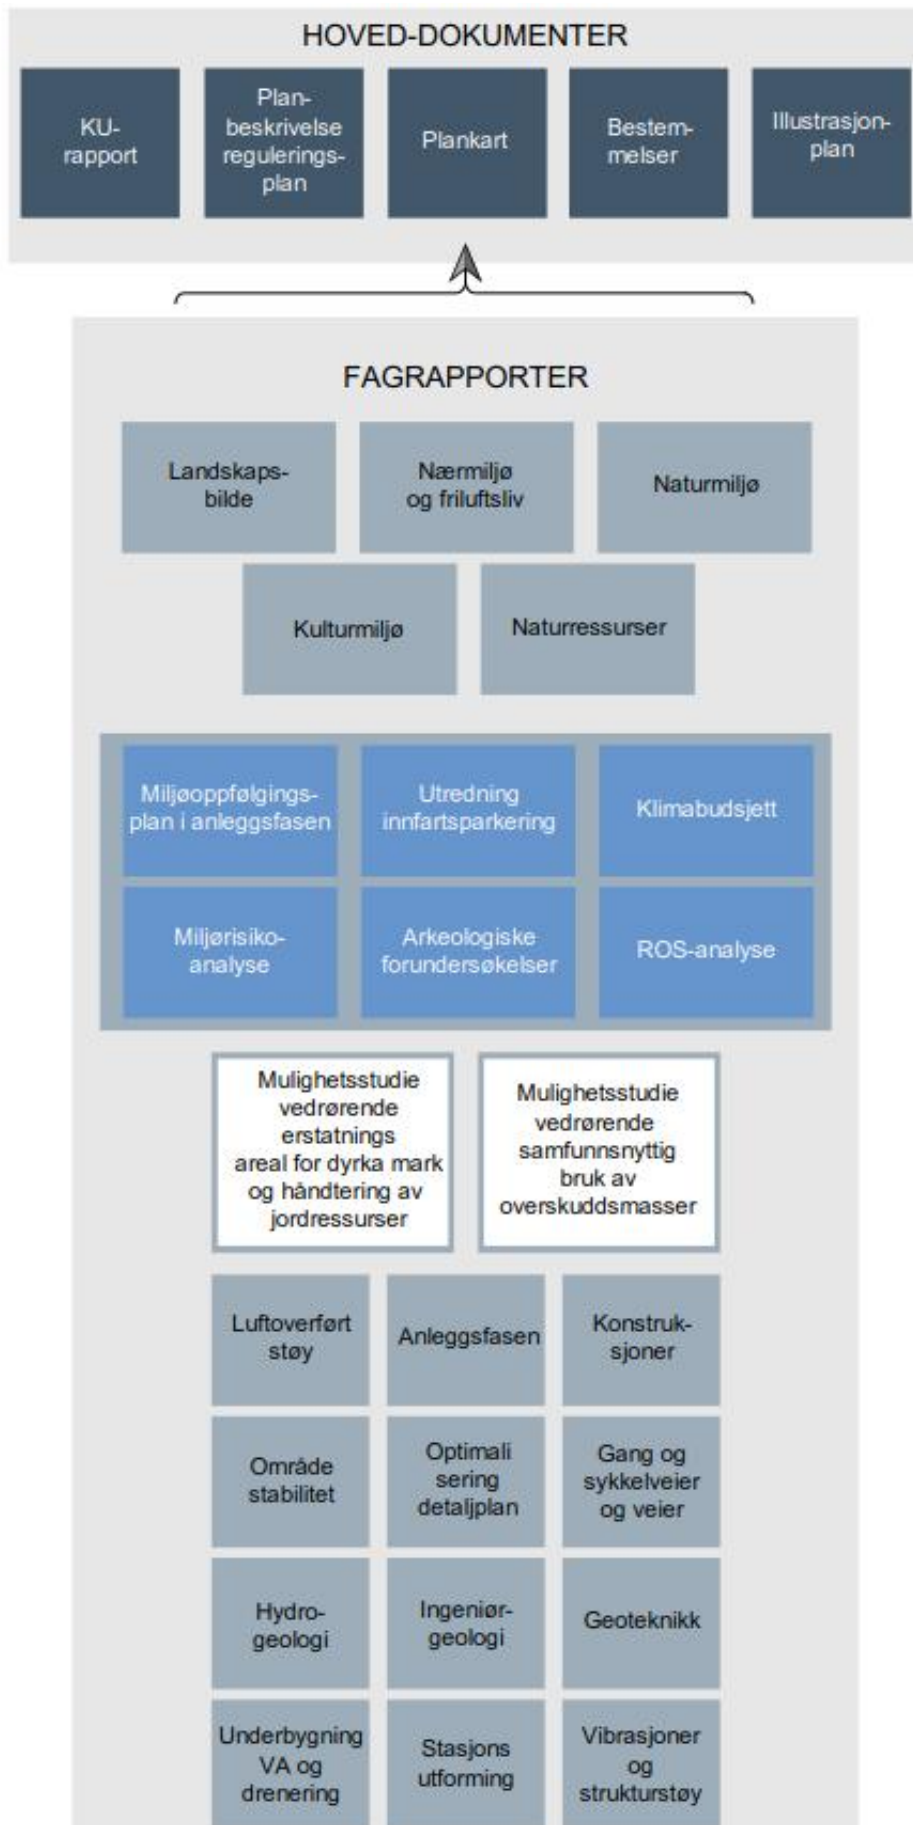 HOVED-DOKUMENTER
KU-
rapport
Plan-
beskrivelse
regulerings-
plan
Plankart
Bestem-
melser
Illustrasjon-
plan
FAGRAPPORTER
Landskaps-
bilde
Nærmiljø
og friluftsliv
Naturmiljø
Kulturmiljø
Naturressurser
Miljøoppfølgings-
plan i anleggsfasen
Utredning
innfartsparkering
Klimabudsjett
Miljørisiko-
analyse
Arkeologiske
forundersøkelser
ROS-analyse
Mulighetsstudie
vedrørende
erstatnings
areal for dyrka mark
og håndtering av
jordressurser
Mulighetsstudie
vedrørende
samfunnsnyttig
bruk av
overskuddsmasser
Luftoverført
støy
Anleggsfasen
Konstruk-
sjoner
Område
stabilitet
Optimali
sering
detaljplan
Gang og
sykkelveier
og veier
Hydro-
geologi
Ingeniør-
geologi
Geoteknikk
Underbygning
VA og
drenering
Stasjons
utforming
Vibrasjoner
og
strukturstøy